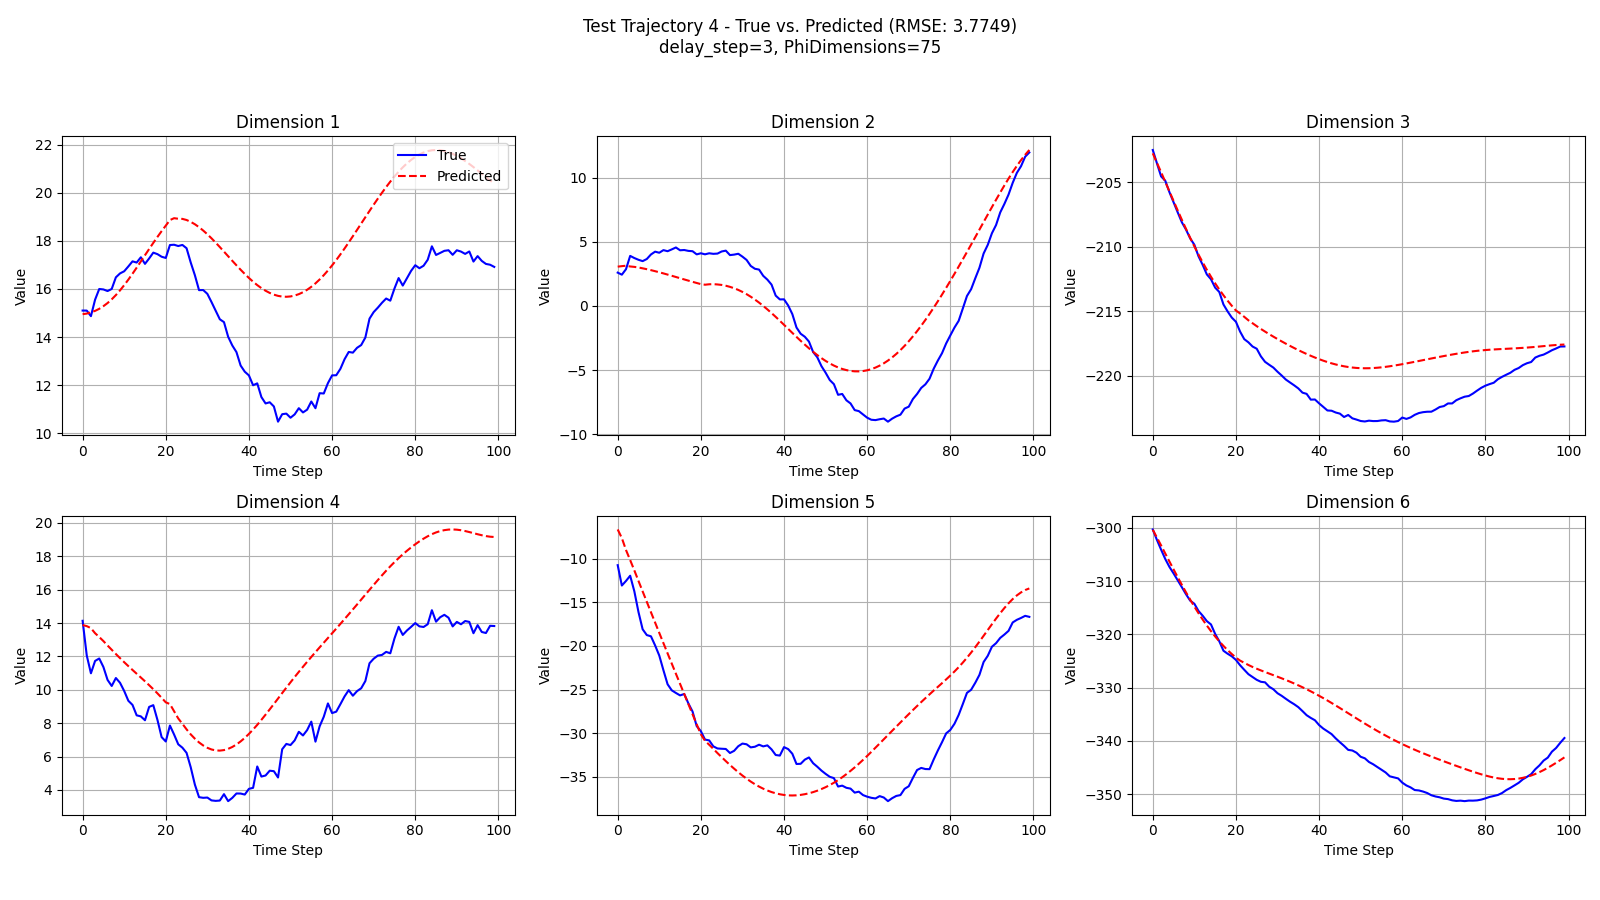 Test Trajectory 4 - True vs. Predicted (RMSE: 3.7749)
delay_step=3, PhiDimensions=75
Dimension 1
22
20
18
16
14
12
10
Value
0 20 40 60 80 100
Time Step
True
Predicted
Dimension 2
10
5
0
−5
−10
Value
0 20 40 60 80 100
Time Step
Dimension 3
−205
−210
−215
−220
Value
0 20 40 60 80 100
Time Step
Dimension 4
20
18
16
14
12
10
8
6
4
Value
0 20 40 60 80 100
Time Step
Dimension 5
−10
−15
−20
−25
−30
−35
Value
0 20 40 60 80 100
Time Step
Dimension 6
−300
−310
−320
−330
−340
−350
Value
0 20 40 60 80 100
Time Step